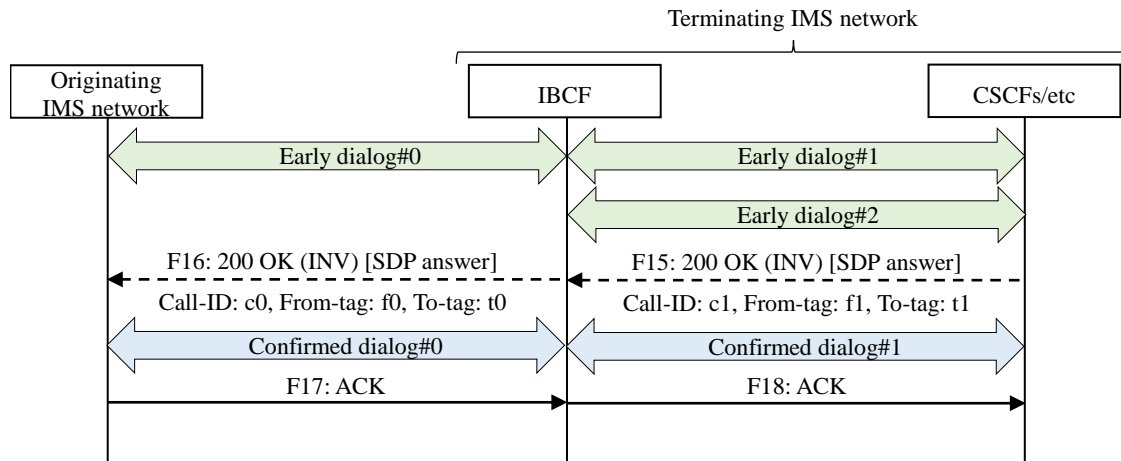 Terminating IMS network
Originating
IMS network
IBCF
CSCFs/etc
Early dialog#0
Early dialog#1
Early dialog#2
F16: 200 OK (INV) [SDP answer]
F15: 200 OK (INV) [SDP answer]
Call-ID: c0, From-tag: f0, To-tag: t0
Call-ID: c1, From-tag: f1, To-tag: t1
Confirmed dialog#0
Confirmed dialog#1
F17: ACK
F18: ACK